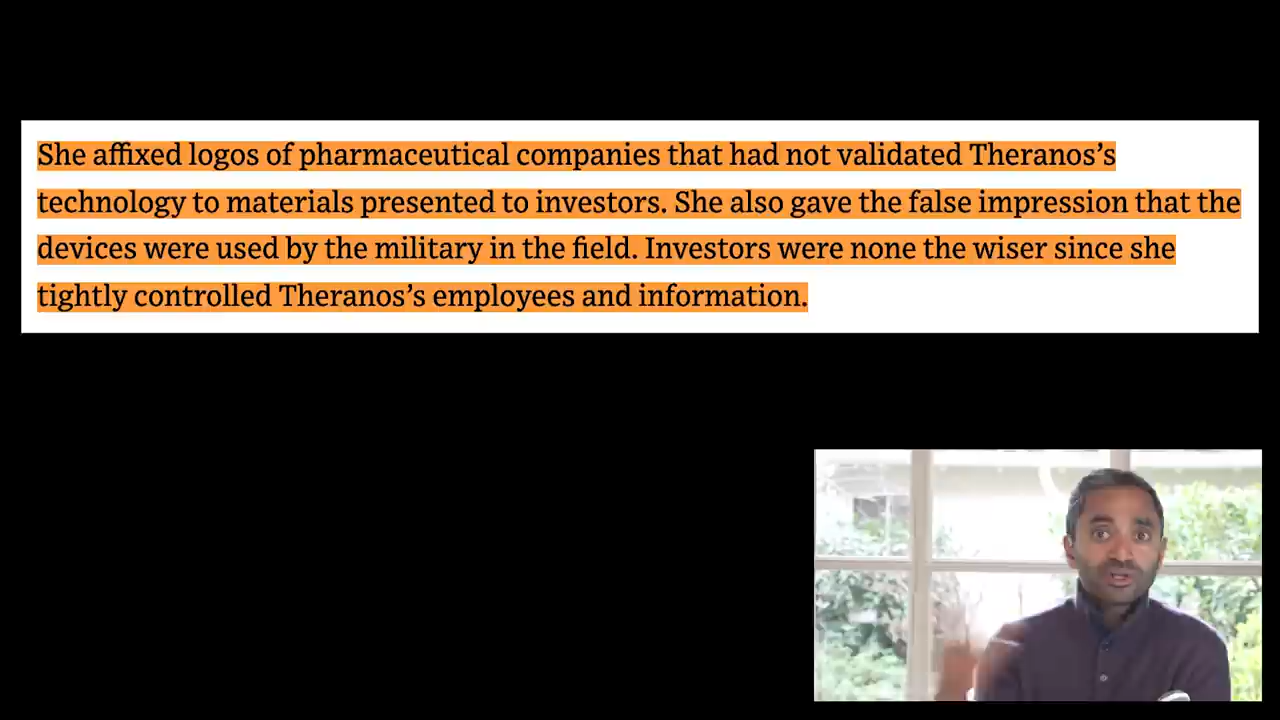 She affixed logos of pharmaceutical companies that had not validated Theranos’s
technology to materials presented to investors. She also gave the false impression that the
devices were used by the military in the field. Investors were none the wiser since she
tightly controlled Theranos’s employees and information.